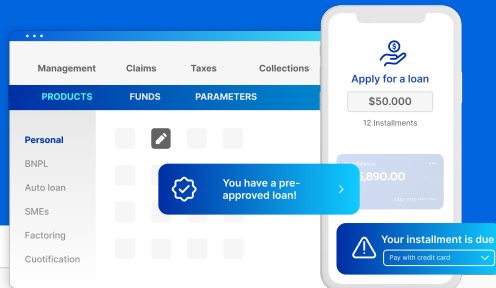 Management Claims Taxes Collections
PRODUCTS FUNDS PARAMETERS
Personal
BNPL
Auto loan
SMEs
Factoring
Cuotification
You have a pre-
approved loan!
Apply for a loan
$50.000
12 Installments
5,890.00
Your installment is due
Pay with credit card